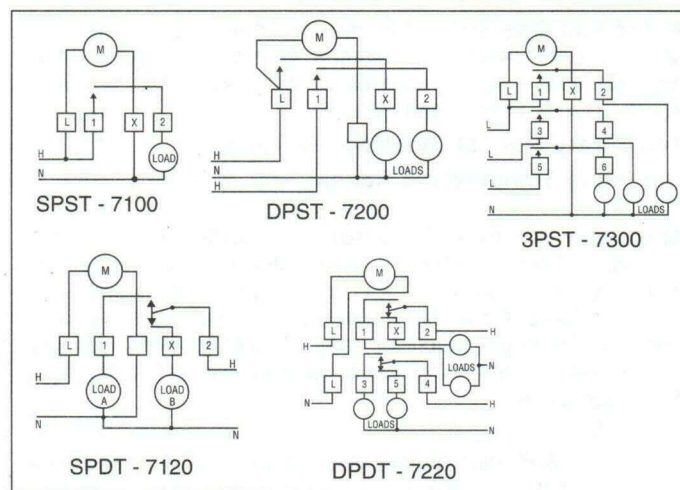 M
L 1 X 2
H
LOAD
N
SPST - 7100
M
L 1 X 2
H
N
LOADS
H
DPST - 7200
M
L 1 X 2
L
3 4
L
5 6
L
LOADS
N
3PST - 7300
M
L 1 X 2
H
H
LOAD A
LOAD B
N
N
SPDT - 7120
M
L 1 X 2
H
H
LOADS
N
L 3 5 4
N
H
LOADS
N
DPDT - 7220